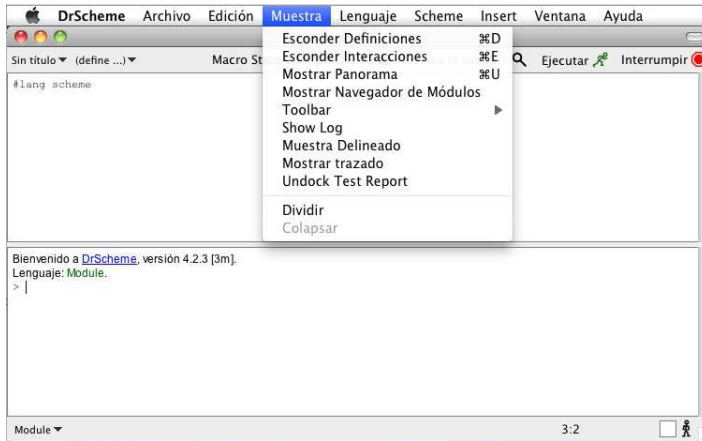 DrScheme Archivo Edición Muestra Lenguaje Scheme Insert Ventana Ayuda
Sin título (define ...) Macro St Ejecutar Interrumpir
#lang scheme
Esconder Definiciones ⌘D
Esconder Interacciones ⌘E
Mostrar Panorama ⌘U
Mostrar Navegador de Módulos
Toolbar
Show Log
Muestra Delineado
Mostrar trazado
Undock Test Report
Dividir
Colapsar
Bienvenido a DrScheme, versión 4.2.3 [3m].
Lenguaje: Module.
>
Module 3:2